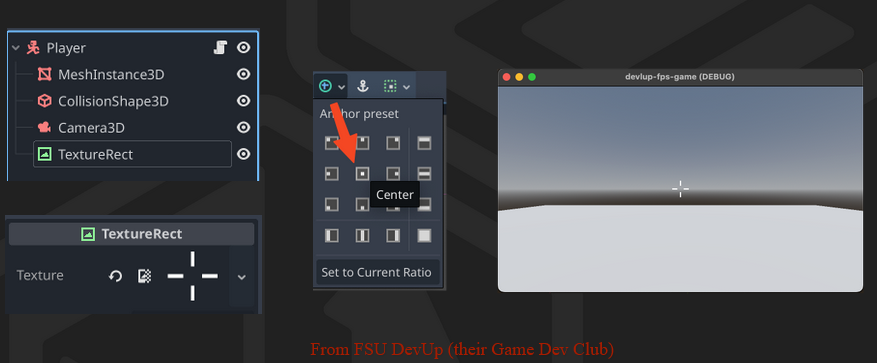 Player
MeshInstance3D
CollisionShape3D
Camera3D
TextureRect
TextureRect
Texture
Anchor preset
Center
Set to Current Ratio
devlup-fps-game (DEBUG)
From FSU DevUp (their Game Dev Club)